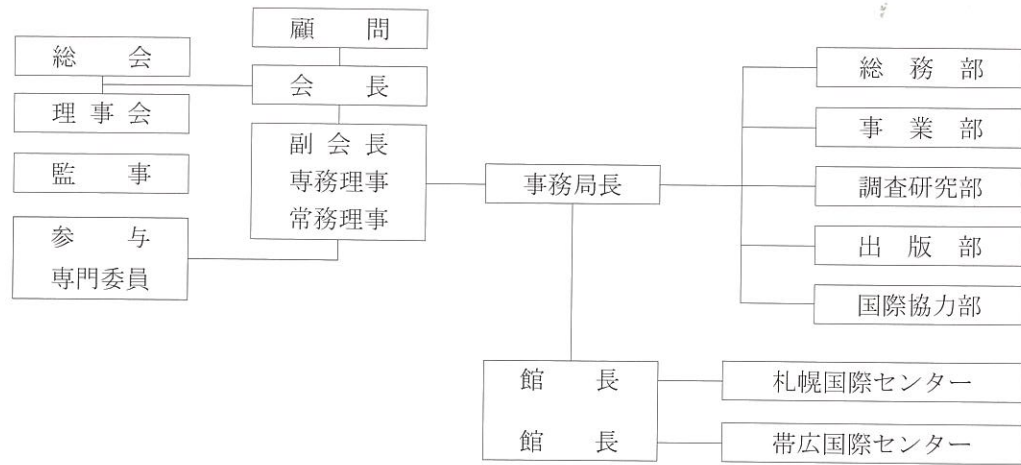 顧　問
総　会
会　長
理事会
副会長
専務理事
常務理事
監　事
参　与
専門委員
事務局長
総務部
事業部
調査研究部
出版部
国際協力部
館　長
札幌国際センター
館　長
帯広国際センター